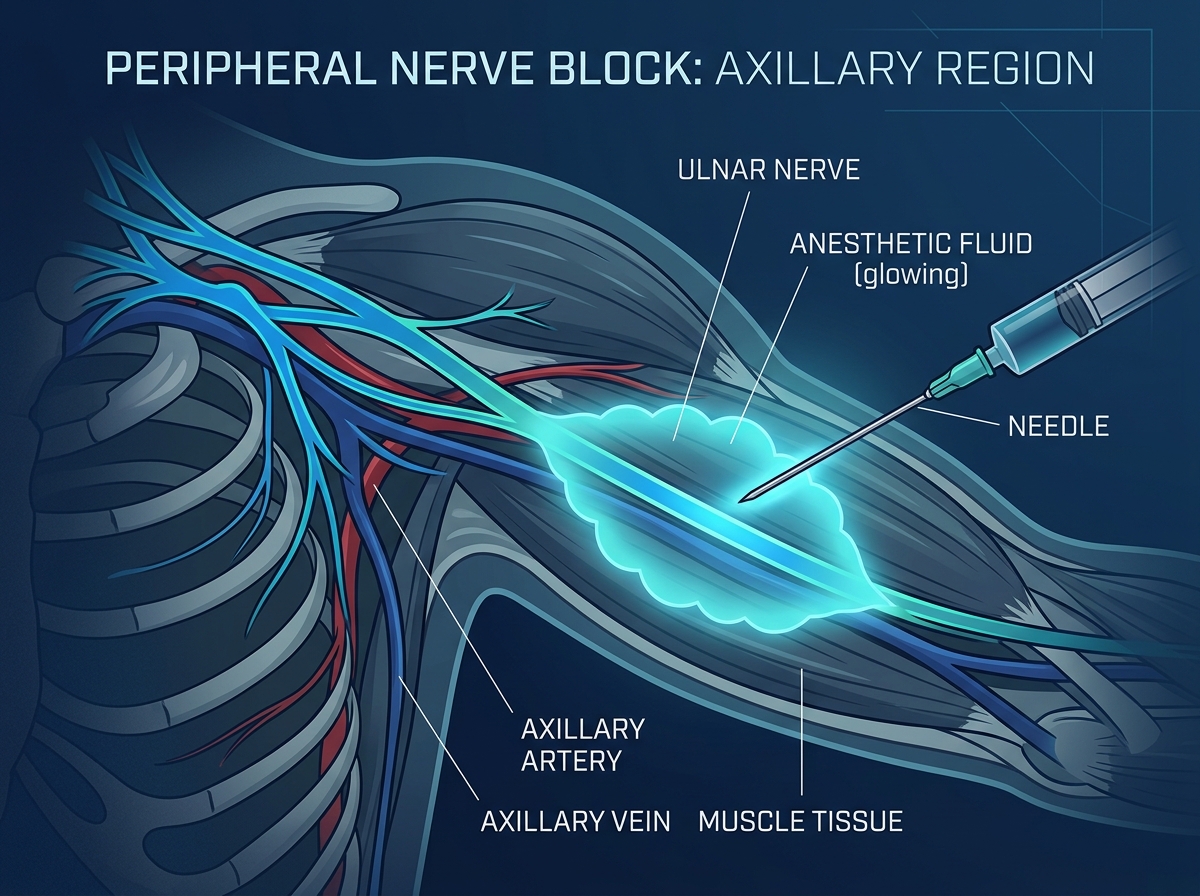 PERIPHERAL NERVE BLOCK: AXILLARY REGION
ULNAR NERVE
ANESTHETIC FLUID
(glowing)
NEEDLE
AXILLARY
ARTERY
AXILLARY VEIN
MUSCLE TISSUE